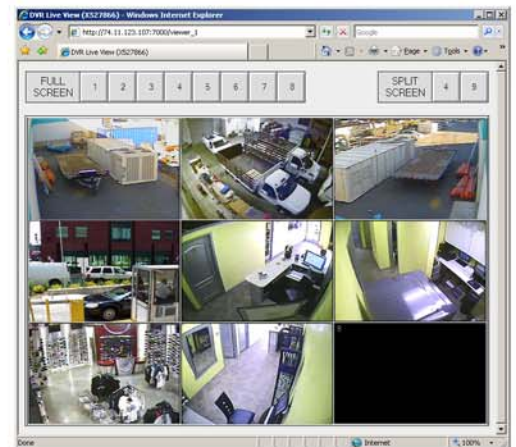 DVR Live View (X527866) - Windows Internet Explorer
http://74.11.123.107:7000/viewer_1
Google
DVR Live View (X527866)
Page
Tools
FULL SCREEN 1 2 3 4 5 6 7 8
SPLIT SCREEN 4 9
9
Done
Internet
100%